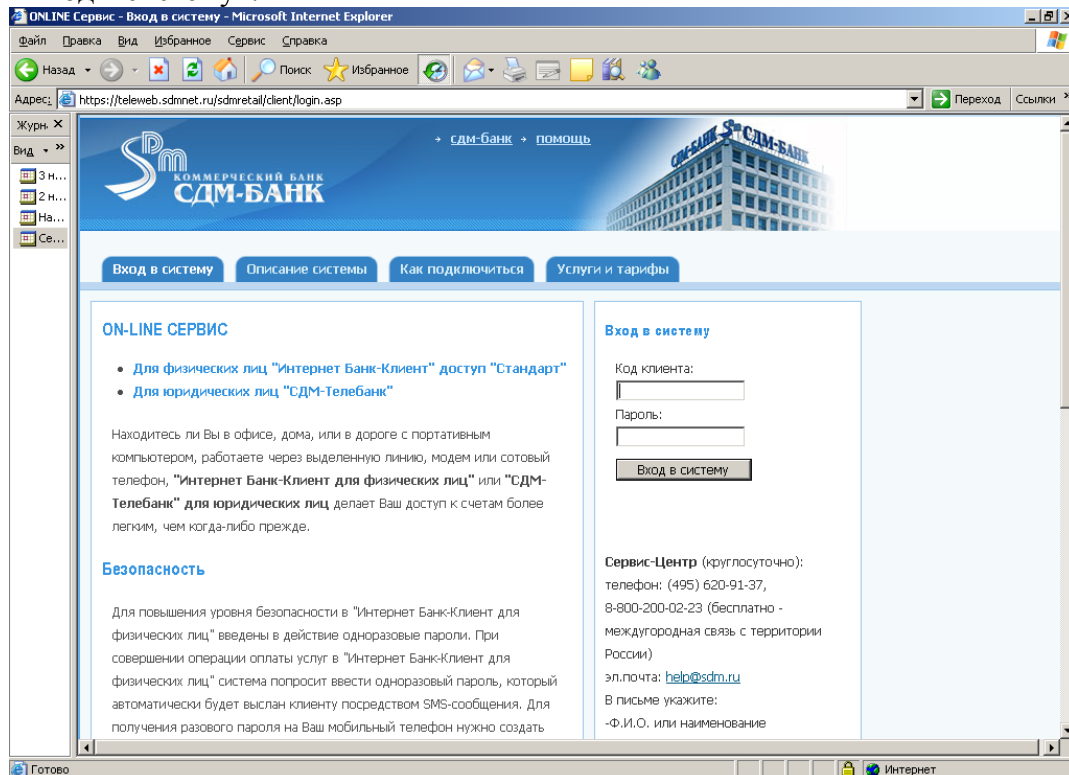 ONLINE Сервис - Вход в систему - Microsoft Internet Explorer
Файл Правка Вид Избранное Сервис Справка
Назад Поиск Избранное
Адрес: https://teleweb.sdmnet.ru/sdmretail/client/login.asp Переход Ссылки »
Журн. X
Вид »
3 н...
2 н...
На...
Се...
сдм-банк помощь
КОММЕРЧЕСКИЙ БАНК
СДМ-БАНК
СДМ-БАНК
Вход в систему Описание системы Как подключиться Услуги и тарифы
ON-LINE СЕРВИС
• Для физических лиц "Интернет Банк-Клиент" доступ "Стандарт"
• Для юридических лиц "СДМ-Телебанк"
Находитесь ли Вы в офисе, дома, или в дороге с портативным
компьютером, работаете через выделенную линию, модем или сотовый
телефон, "Интернет Банк-Клиент для физических лиц" или "СДМ-
Телебанк" для юридических лиц делает Ваш доступ к счетам более
легким, чем когда-либо прежде.
Безопасность
Для повышения уровня безопасности в "Интернет Банк-Клиент для
физических лиц" введены в действие одноразовые пароли. При
совершении операции оплаты услуг в "Интернет Банк-Клиент для
физических лиц" система попросит ввести одноразовый пароль, который
автоматически будет выслан клиенту посредством SMS-сообщения. Для
получения разового пароля на Ваш мобильный телефон нужно создать
Вход в систему
Код клиента:
Пароль:
Вход в систему
Сервис-Центр (круглосуточно):
телефон: (495) 620-91-37,
8-800-200-02-23 (бесплатно -
междугородная связь с территории
России)
эл.почта: help@sdm.ru
В письме укажите:
-Ф.И.О. или наименование
Готово Интернет